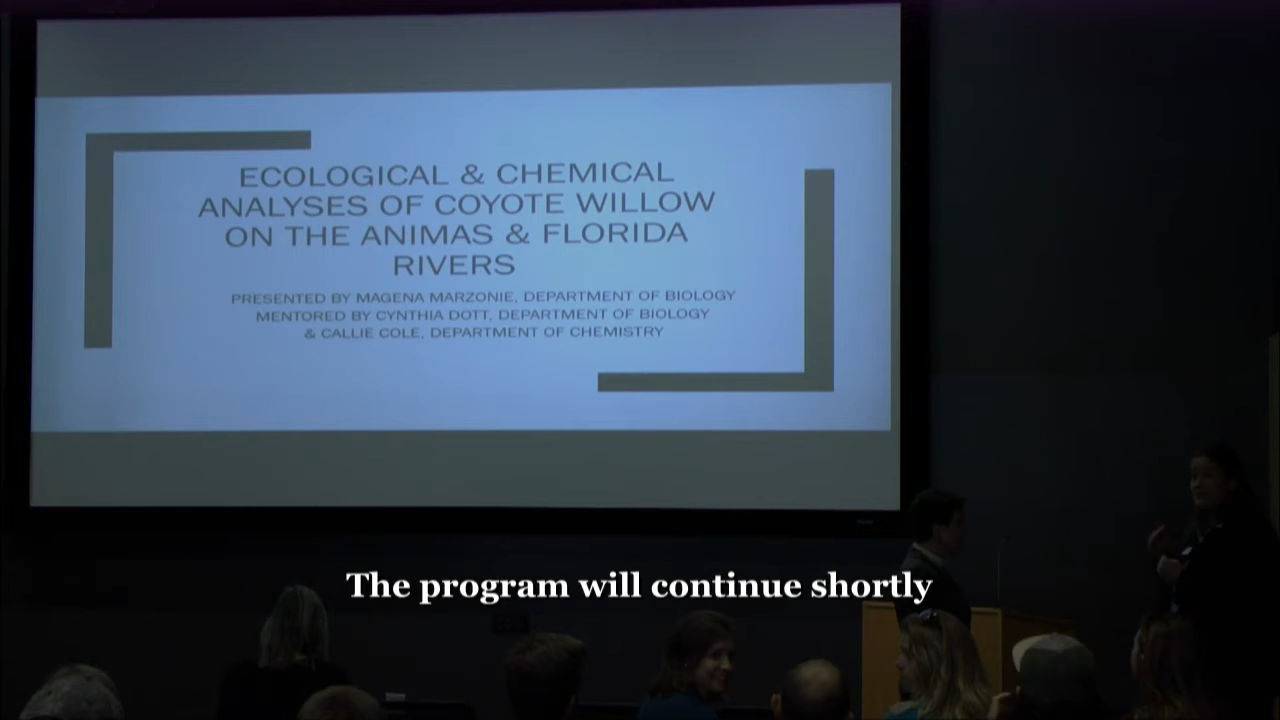 ECOLOGICAL & CHEMICAL
ANALYSES OF COYOTE WILLOW
ON THE ANIMAS & FLORIDA
RIVERS
PRESENTED BY MAGENA MARZONIE, DEPARTMENT OF BIOLOGY
MENTORED BY CYNTHIA DOTT, DEPARTMENT OF BIOLOGY
& CALLIE COLE, DEPARTMENT OF CHEMISTRY
The program will continue shortly